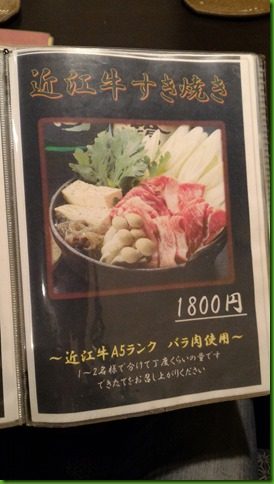 近江牛すき焼き
1800円
～近江牛A5ランク バラ肉使用～
1～2名様で分けて丁度くらいの量です
できたてをお召し上がりください